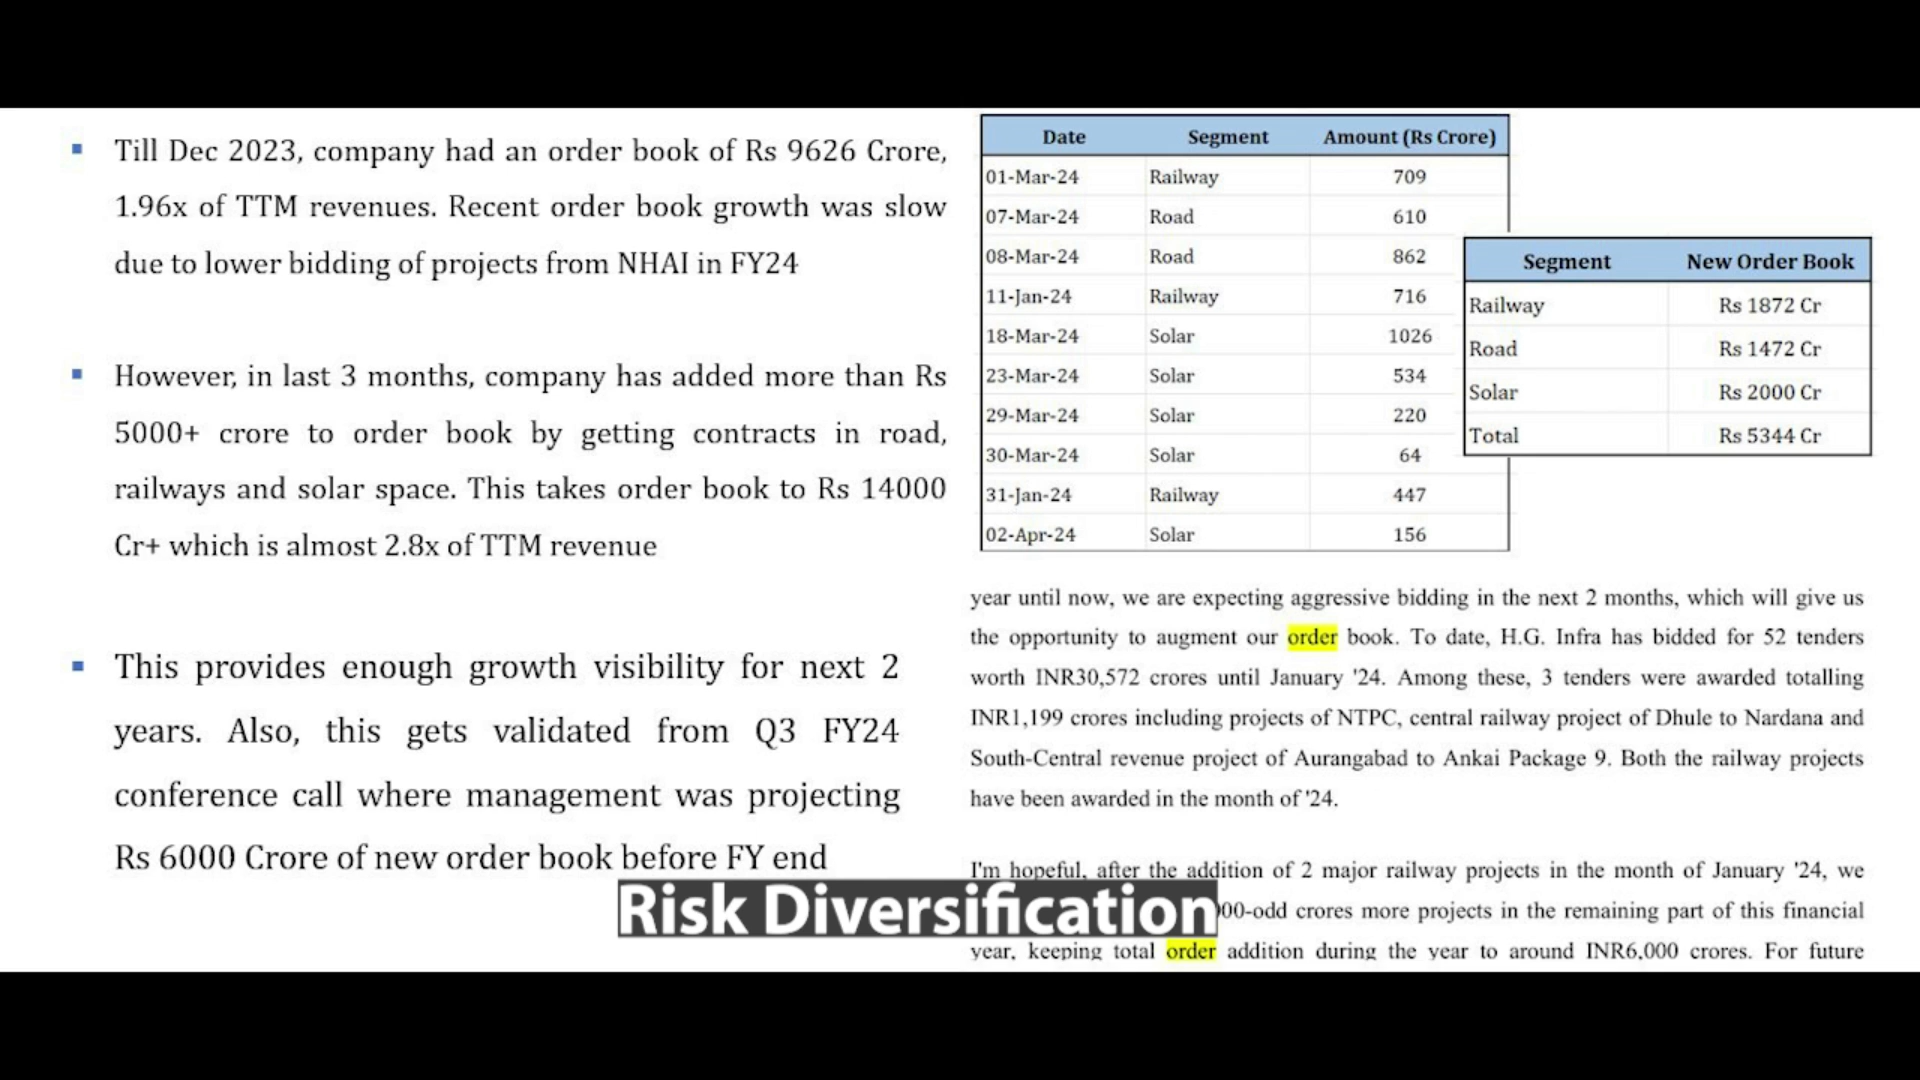 Till Dec 2023, company had an order book of Rs 9626 Crore,
1.96x of TTM revenues. Recent order book growth was slow
due to lower bidding of projects from NHAI in FY24
However, in last 3 months, company has added more than Rs
5000+ crore to order book by getting contracts in road,
railways and solar space. This takes order book to Rs 14000
Cr+ which is almost 2.8x of TTM revenue
This provides enough growth visibility for next 2
years. Also, this gets validated from Q3 FY24
conference call where management was projecting
Rs 6000 Crore of new order book before FY end
Date Segment Amount (Rs Crore)
01-Mar-24 Railway 709
07-Mar-24 Road 610
08-Mar-24 Road 862
11-Jan-24 Railway 716
18-Mar-24 Solar 1026
23-Mar-24 Solar 534
29-Mar-24 Solar 220
30-Mar-24 Solar 64
31-Jan-24 Railway 447
02-Apr-24 Solar 156
Segment New Order Book
Railway Rs 1872 Cr
Road Rs 1472 Cr
Solar Rs 2000 Cr
Total Rs 5344 Cr
year until now, we are expecting aggressive bidding in the next 2 months, which will give us
the opportunity to augment our order book. To date, H.G. Infra has bidded for 52 tenders
worth INR30,572 crores until January '24. Among these, 3 tenders were awarded totalling
INR1,199 crores including projects of NTPC, central railway project of Dhule to Nardana and
South-Central revenue project of Aurangabad to Ankai Package 9. Both the railway projects
have been awarded in the month of '24.
I'm hopeful, after the addition of 2 major railway projects in the month of January '24, we
00-odd crores more projects in the remaining part of this financial
year, keeping total order addition during the year to around INR6,000 crores. For future
Risk Diversification